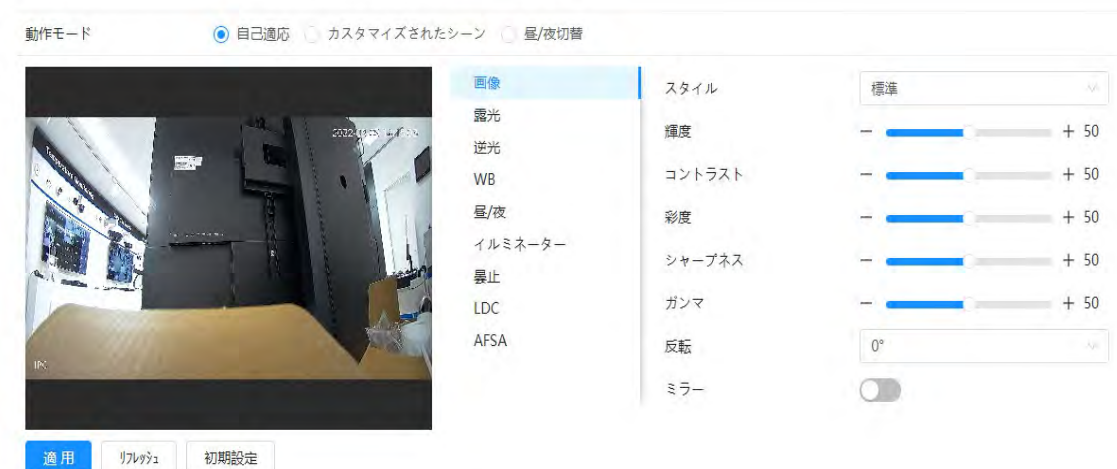 動作モード 自己適応 カスタマイズされたシーン 昼/夜切替
画像
露光
逆光
WB
昼/夜
イルミネーター
曇止
LDC
AFSA
スタイル 標準
輝度 − + 50
コントラスト − + 50
彩度 − + 50
シャープネス − + 50
ガンマ − + 50
反転 0°
ミラー
IPC
適用 リフレッシュ 初期設定